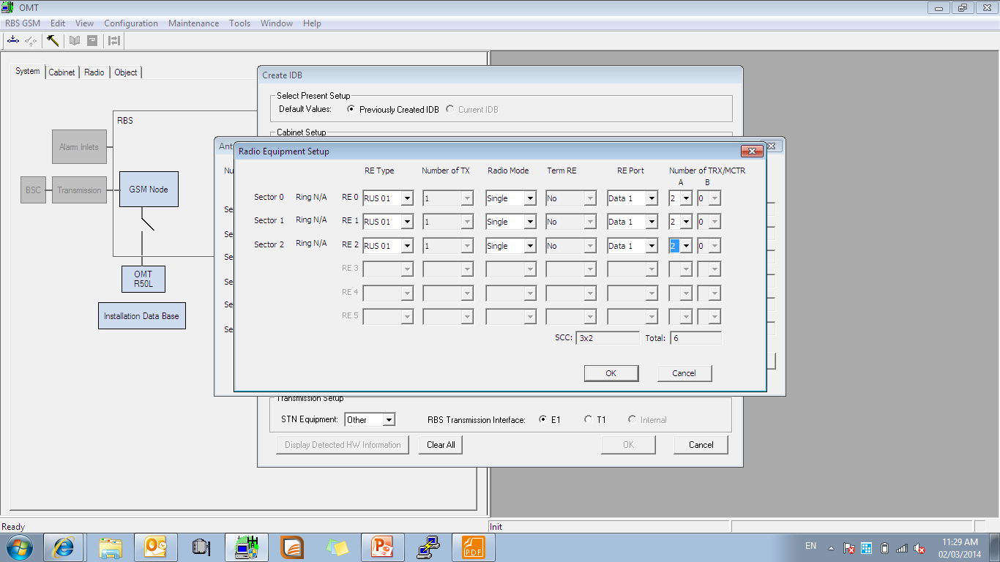 OMT
RBS GSM Edit View Configuration Maintenance Tools Window Help
System Cabinet Radio Object
Create IDB
Select Present Setup
Default Values: Previously Created IDB Current IDB
Cabinet Setup
RBS
Alarm Inlets
BSC Transmission GSM Node
OMT
R50L
Installation Data Base
Ant
Nu
Se
Se
Se
Se
Se
Se
Radio Equipment Setup
RE Type Number of TX Radio Mode Term RE RE Port Number of TRX/MCTR
A B
Sector 0 Ring N/A RE 0 RUS 01 1 Single No Data 1 2 0
Sector 1 Ring N/A RE 1 RUS 01 1 Single No Data 1 2 0
Sector 2 Ring N/A RE 2 RUS 01 1 Single No Data 1 2 0
RE 3
RE 4
RE 5
SCC: 3x2 Total: 6
OK Cancel
Transmission Setup
STN Equipment: Other RBS Transmission Interface: E1 T1 Internal
Display Detected HW Information Clear All OK Cancel
Ready Init
EN 11:29 AM
02/03/2014
PDF